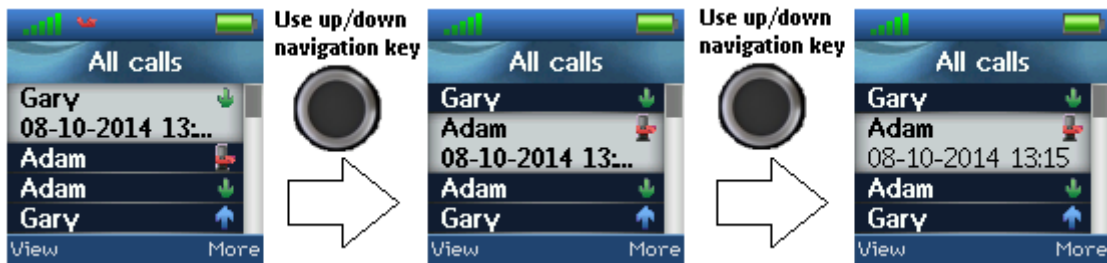 All calls
Gary
08-10-2014 13:...
Adam
Adam
Gary
View More
Use up/down
navigation key
All calls
Gary
Adam
08-10-2014 13:...
Adam
Gary
View More
Use up/down
navigation key
All calls
Gary
Adam
08-10-2014 13:15
Adam
Gary
View More